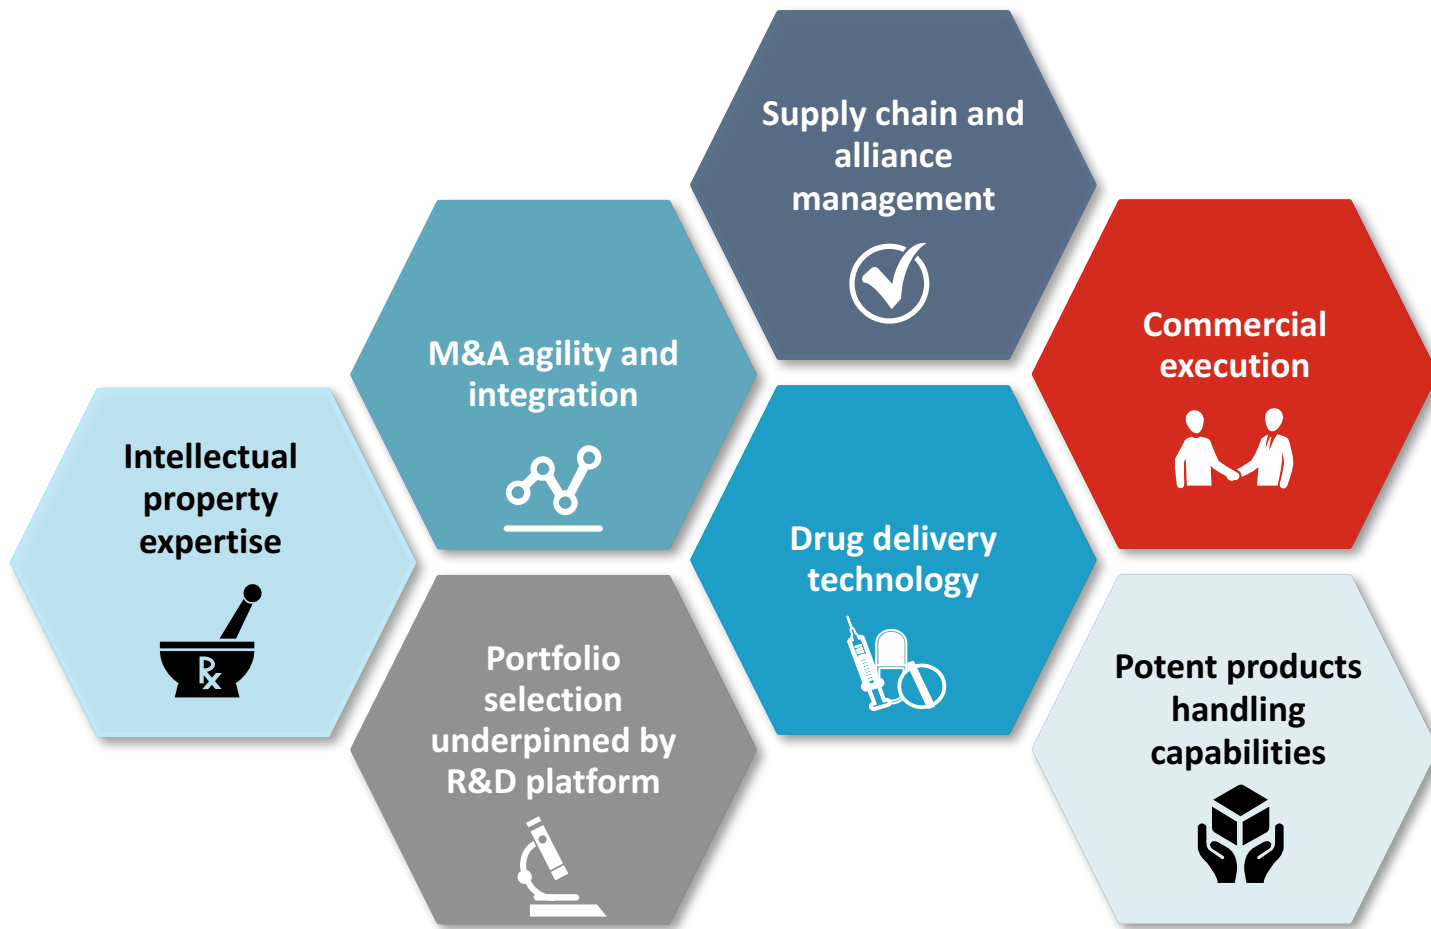 Supply chain and
alliance
management
M&A agility and
integration
Commercial
execution
Intellectual
property
expertise
Rx
Drug delivery
technology
Portfolio
selection
underpinned by
R&D platform
Potent products
handling
capabilities